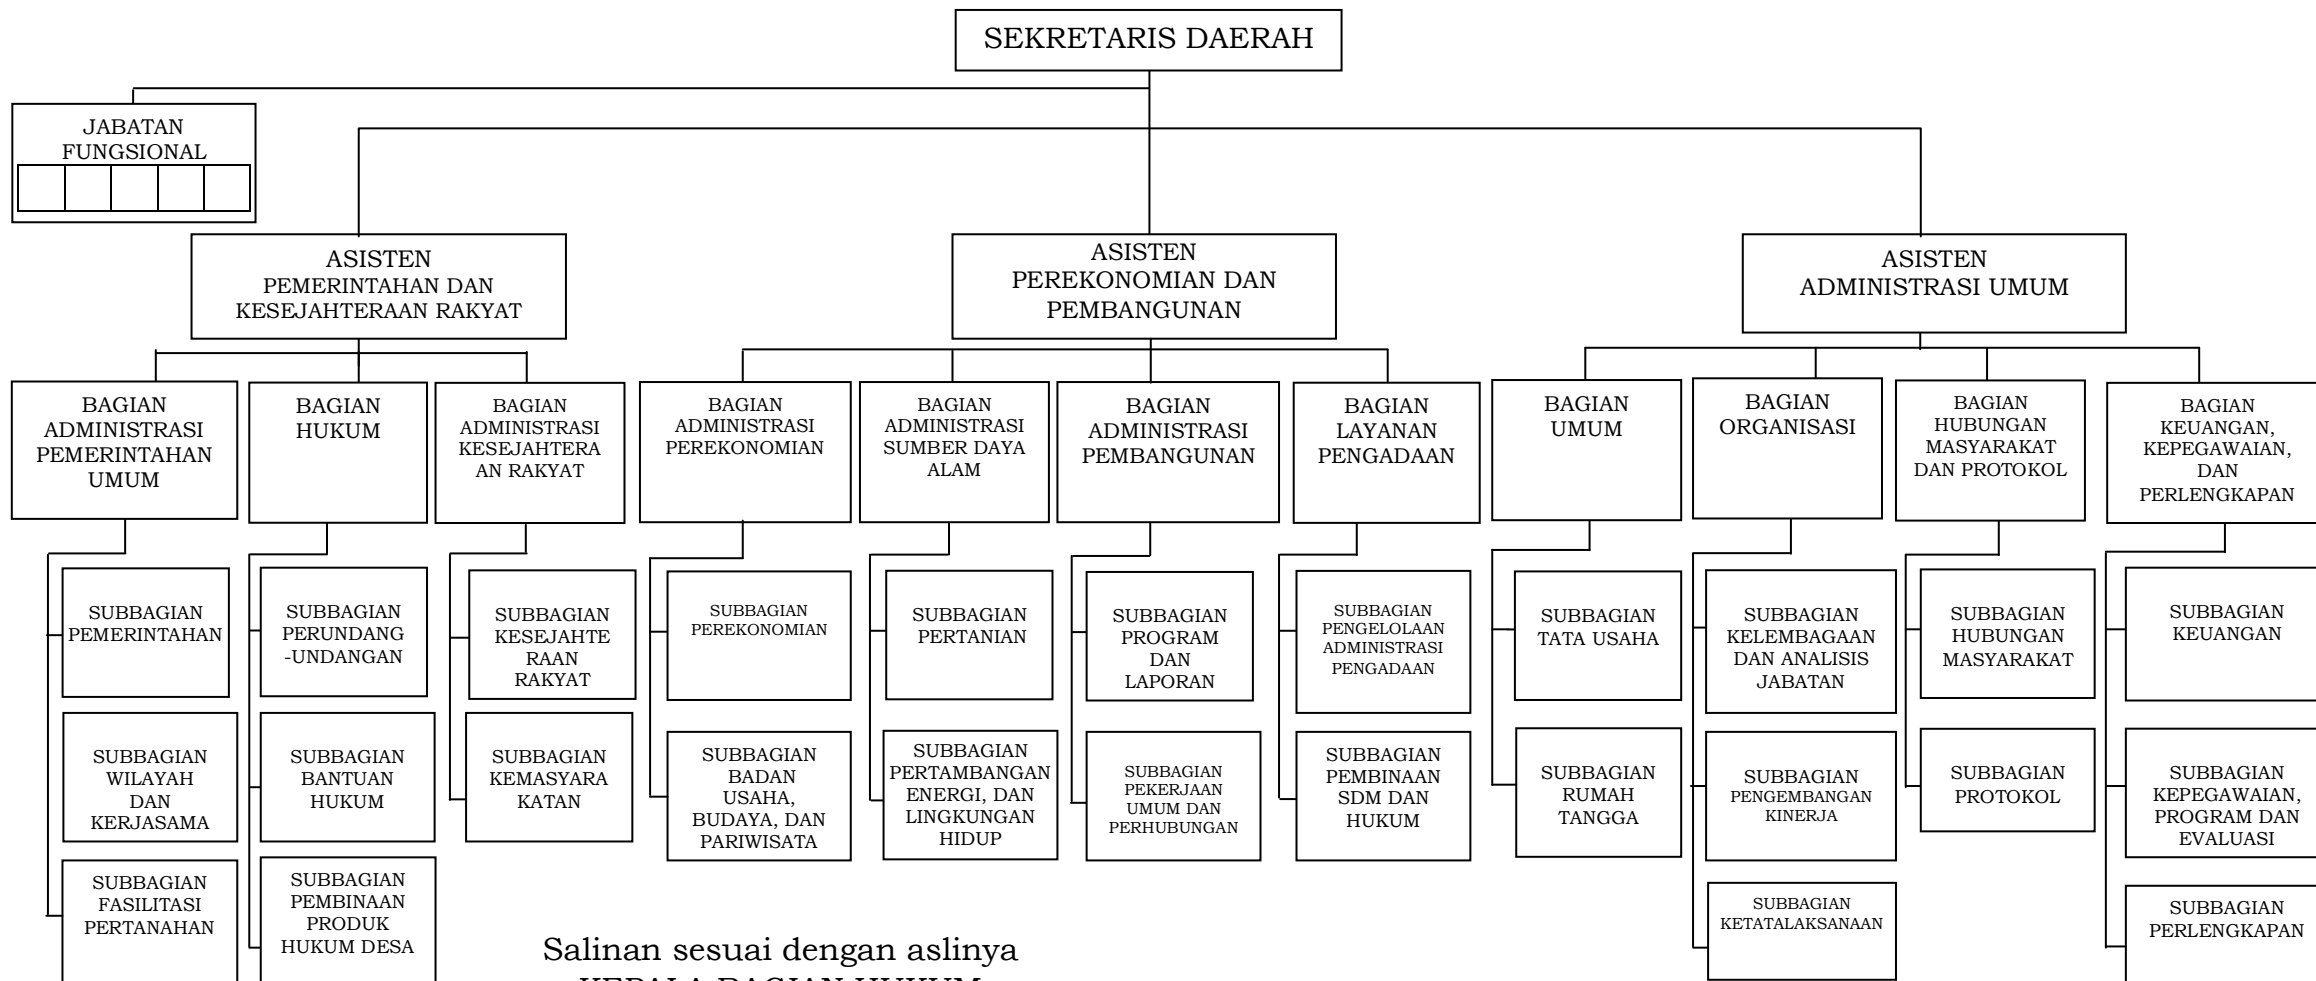 SEKRETARIS DAERAH
JABATAN
FUNGSIONAL
ASISTEN
PEMERINTAHAN DAN
KESEJAHTERAAN RAKYAT
ASISTEN
PEREKONOMIAN DAN
PEMBANGUNAN
ASISTEN
ADMINISTRASI UMUM
BAGIAN
ADMINISTRASI
PEMERINTAHAN
UMUM
BAGIAN
HUKUM
BAGIAN
ADMINISTRASI
KESEJAHTERA
AN RAKYAT
BAGIAN
ADMINISTRASI
PEREKONOMIAN
BAGIAN
ADMINISTRASI
SUMBER DAYA
ALAM
BAGIAN
ADMINISTRASI
PEMBANGUNAN
BAGIAN
LAYANAN
PENGADAAN
BAGIAN
UMUM
BAGIAN
ORGANISASI
BAGIAN
HUBUNGAN
MASYARAKAT
DAN PROTOKOL
BAGIAN
KEUANGAN,
KEPEGAWAIAN,
DAN
PERLENGKAPAN
SUBBAGIAN
PEMERINTAHAN
SUBBAGIAN
PERUNDANG
-UNDANGAN
SUBBAGIAN
KESEJAHTE
RAAN
RAKYAT
SUBBAGIAN
PEREKONOMIAN
SUBBAGIAN
PERTANIAN
SUBBAGIAN
PROGRAM
DAN
LAPORAN
SUBBAGIAN
PENGELOLAAN
ADMINISTRASI
PENGADAAN
SUBBAGIAN
TATA USAHA
SUBBAGIAN
KELEMBAGAAN
DAN ANALISIS
JABATAN
SUBBAGIAN
HUBUNGAN
MASYARAKAT
SUBBAGIAN
KEUANGAN
SUBBAGIAN
WILAYAH
DAN
KERJASAMA
SUBBAGIAN
BANTUAN
HUKUM
SUBBAGIAN
KEMASYARA
KATAN
SUBBAGIAN
BADAN
USAHA,
BUDAYA, DAN
PARIWISATA
SUBBAGIAN
PERTAMBANGAN
ENERGI, DAN
LINGKUNGAN
HIDUP
SUBBAGIAN
PEKERJAAN
UMUM DAN
PERHUBUNGAN
SUBBAGIAN
PEMBINAAN
SDM DAN
HUKUM
SUBBAGIAN
RUMAH
TANGGA
SUBBAGIAN
PENGEMBANGAN
KINERJA
SUBBAGIAN
PROTOKOL
SUBBAGIAN
KEPEGAWAIAN,
PROGRAM DAN
EVALUASI
SUBBAGIAN
FASILITASI
PERTANAHAN
SUBBAGIAN
PEMBINAAN
PRODUK
HUKUM DESA
SUBBAGIAN
KETATALAKSANAAN
SUBBAGIAN
PERLENGKAPAN
Salinan sesuai dengan aslinya
KEPALA BAGIAN HUKUM